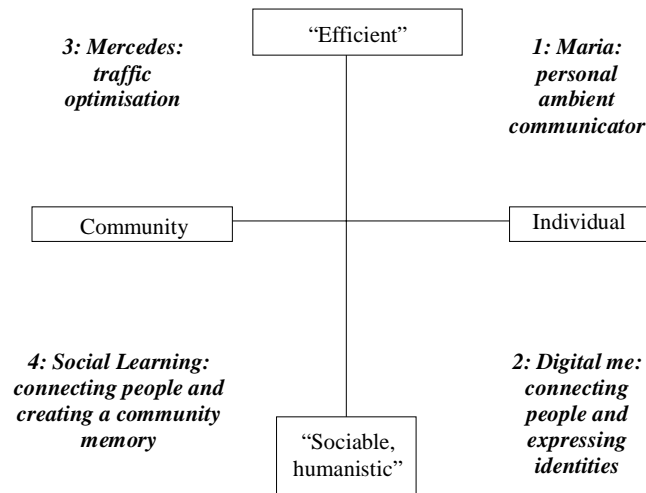 “Efficient”
3: Mercedes:
traffic
optimisation
1: Maria:
personal
ambient
communicator
Community
Individual
4: Social Learning:
connecting people and
creating a community
memory
2: Digital me:
connecting
people and
expressing
identities
“Sociable,
humanistic”